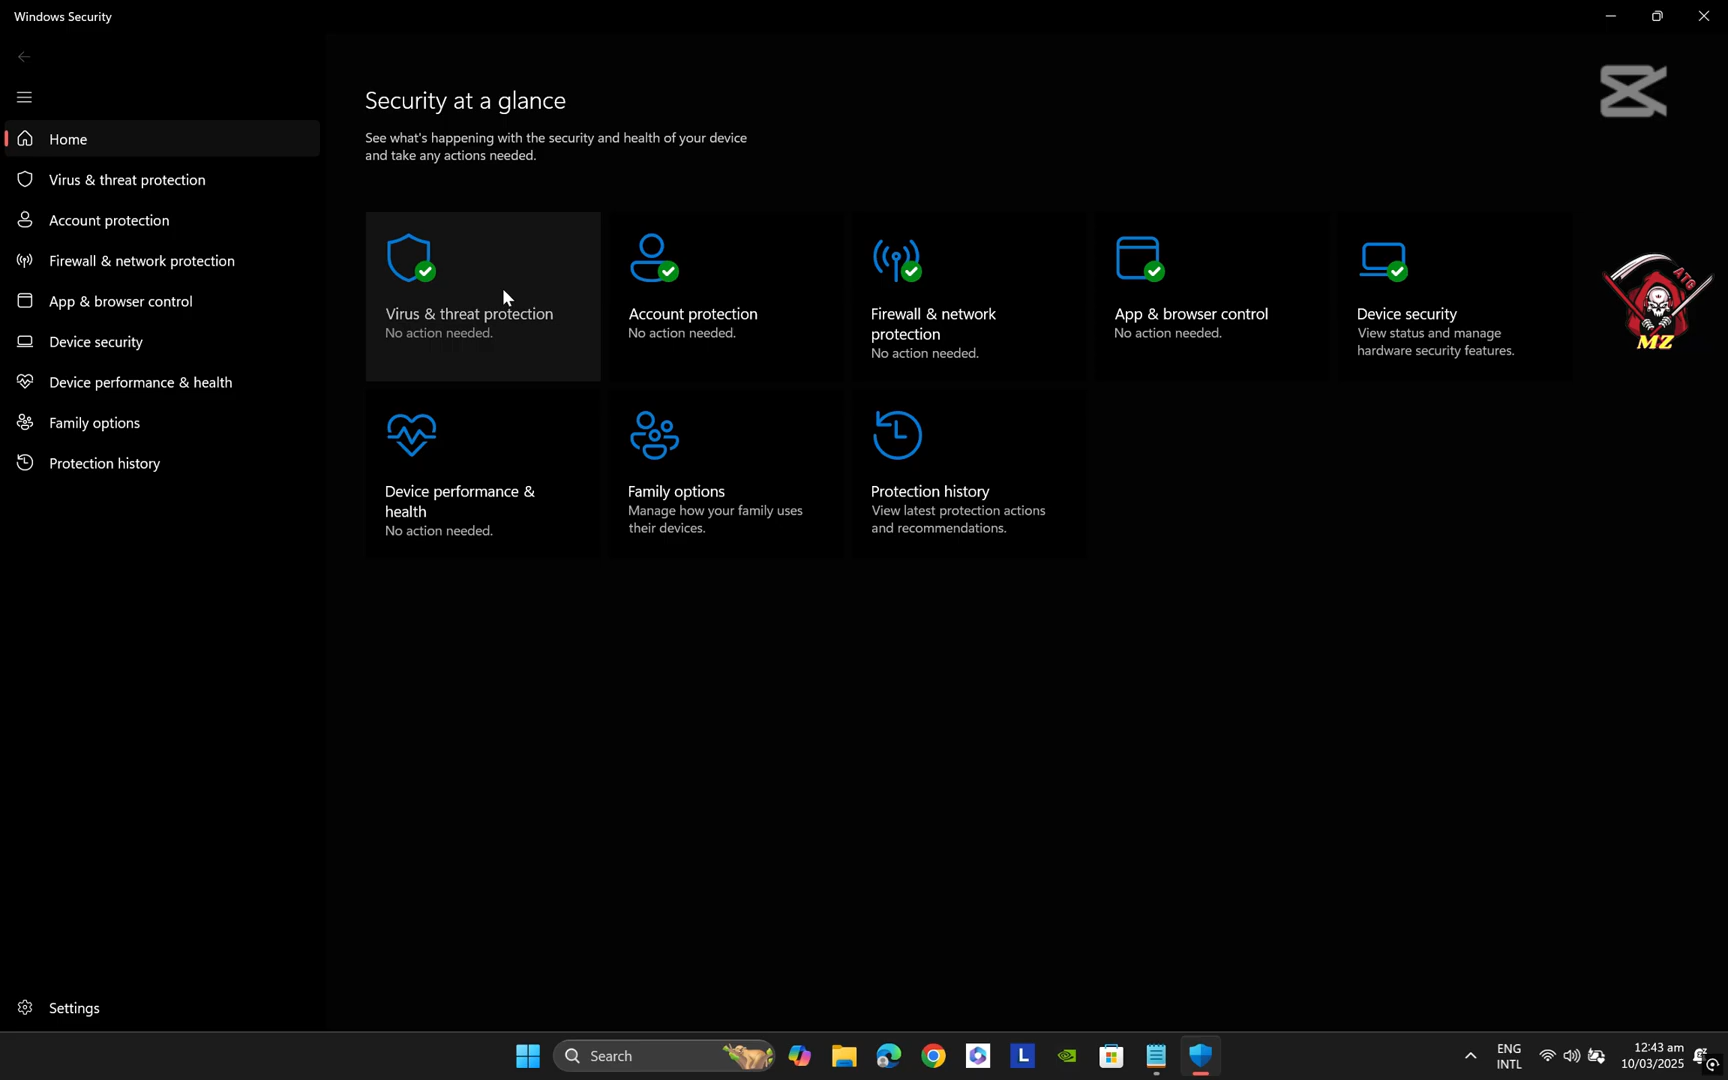 Windows Security
Home
Virus & threat protection
Account protection
Firewall & network protection
App & browser control
Device security
Device performance & health
Family options
Protection history
Settings
Security at a glance
See what's happening with the security and health of your device
and take any actions needed.
Virus & threat protection
No action needed.
Account protection
No action needed.
Firewall & network
protection
No action needed.
App & browser control
No action needed.
Device security
View status and manage
hardware security features.
Device performance &
health
No action needed.
Family options
Manage how your family uses
their devices.
Protection history
View latest protection actions
and recommendations.
ATG
MZ
Search
L
ENG
INTL
12:43 am
10/03/2025